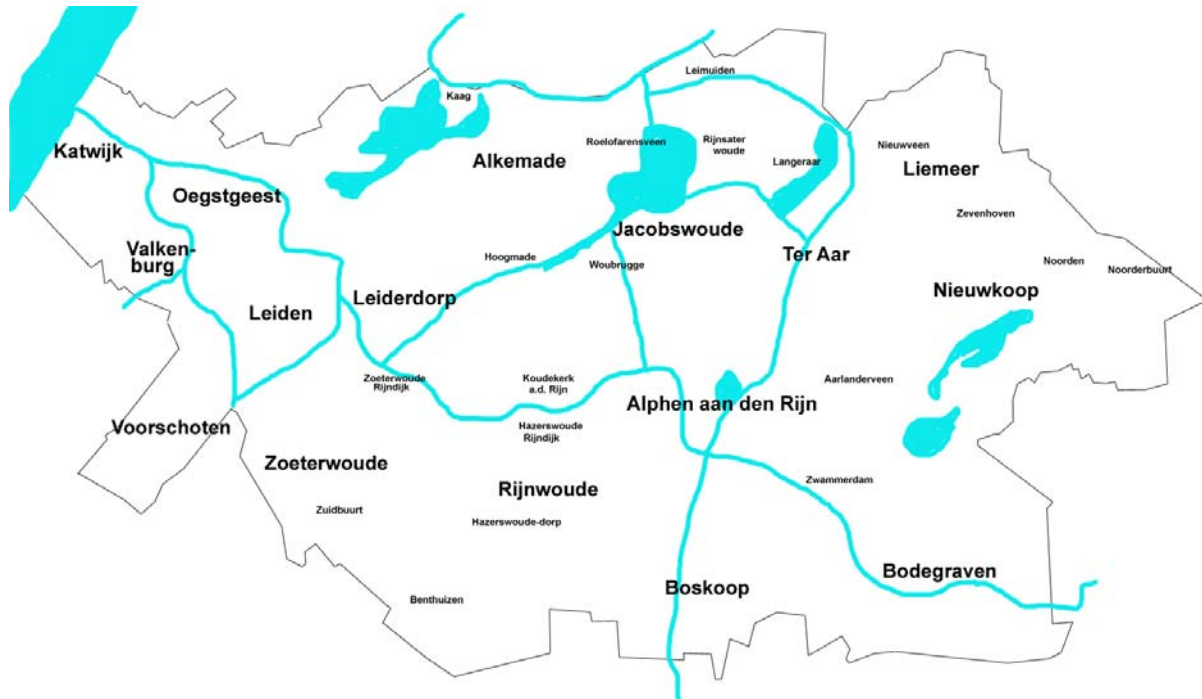 Leimuiden
Kaag
Katwijk
Roelofarensveen
Rijnsater
woude
Nieuwveen
Alkemade
Langeraar
Liemeer
Oegstgeest
Zevenhoven
Jacobswoude
Valken-
burg
Hoogmade
Woubrugge
Ter Aar
Noorden
Noorderbuurt
Leiderdorp
Nieuwkoop
Leiden
Zoeterwoude
Rijndijk
Koudekerk
a.d. Rijn
Aarlanderveen
Alphen aan den Rijn
Voorschoten
Hazerswoude
Rijndijk
Zoeterwoude
Zwammerdam
Rijnwoude
Zuidbuurt
Hazerswoude-dorp
Bodegraven
Boskoop
Benthuizen